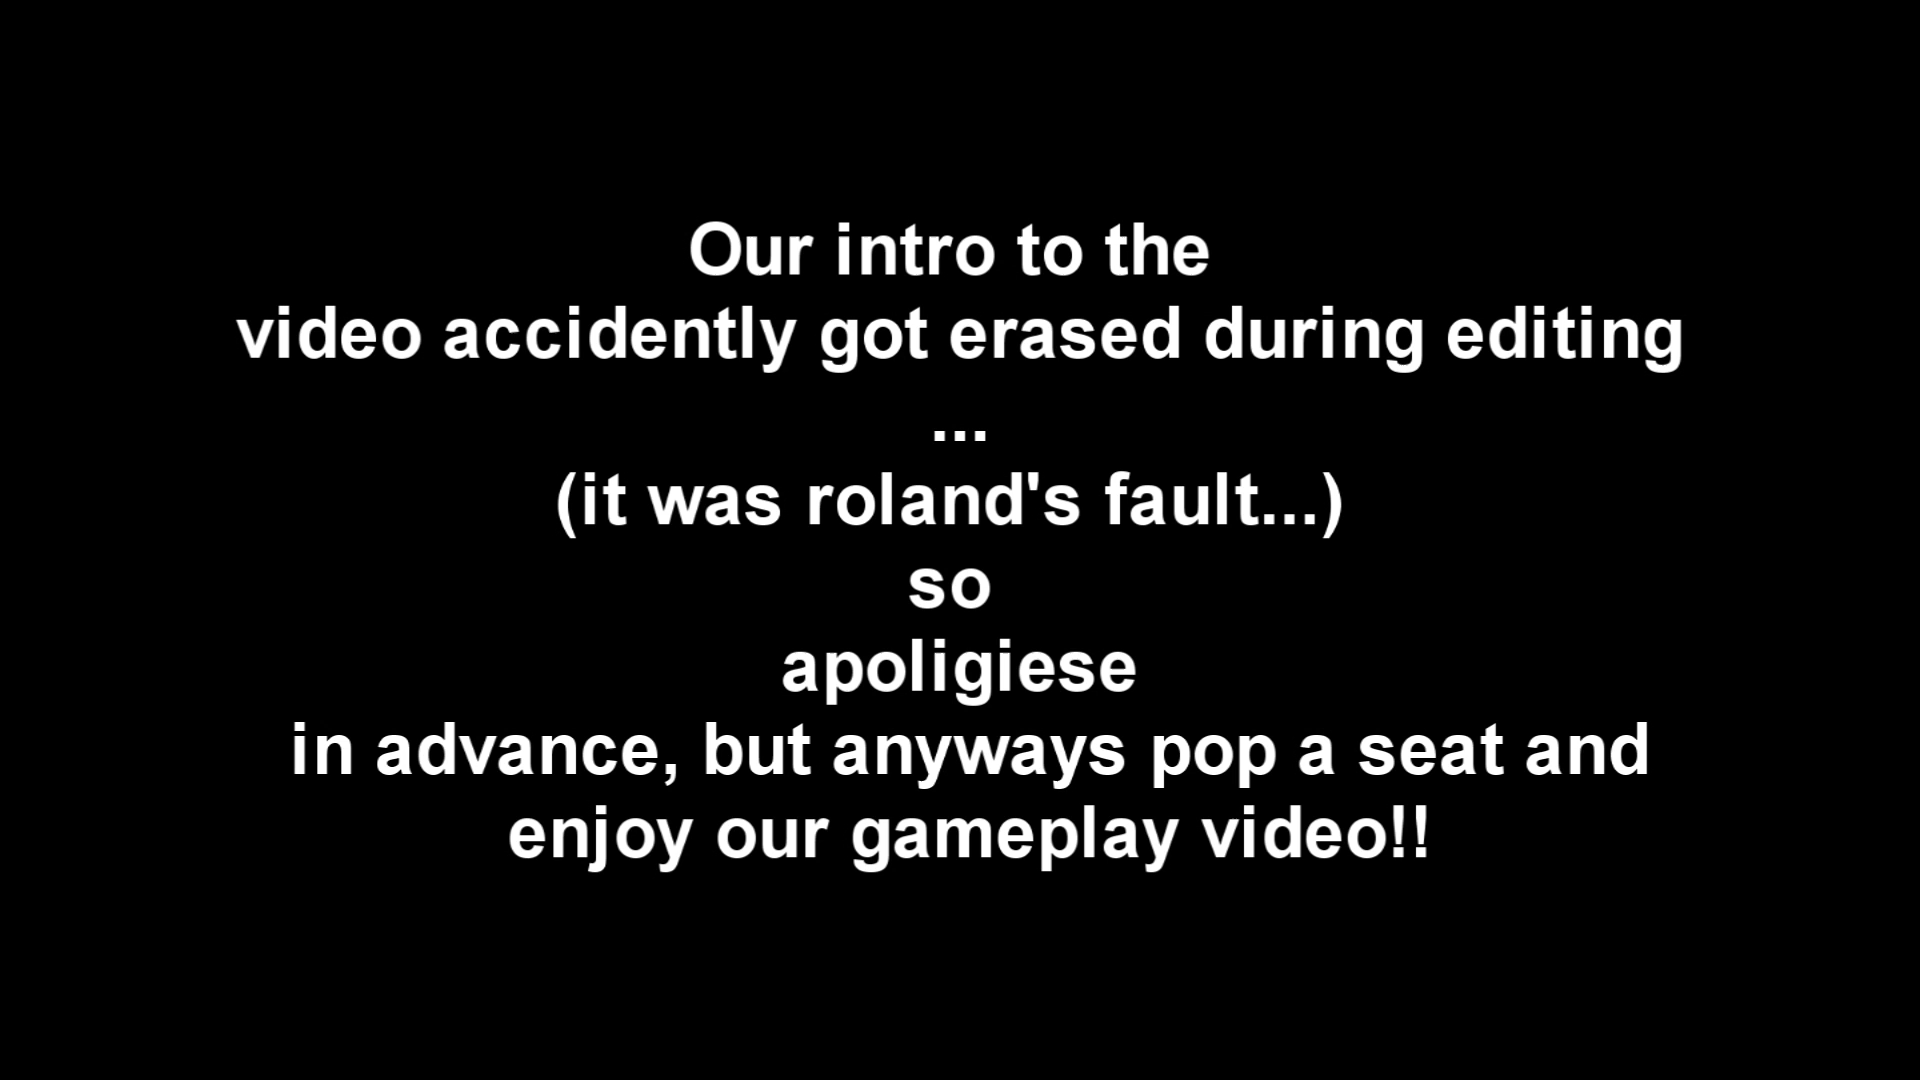 Our intro to the
video accidently got erased during editing
...
(it was roland's fault...)
so
apoligiese
in advance, but anyways pop a seat and
enjoy our gameplay video!!